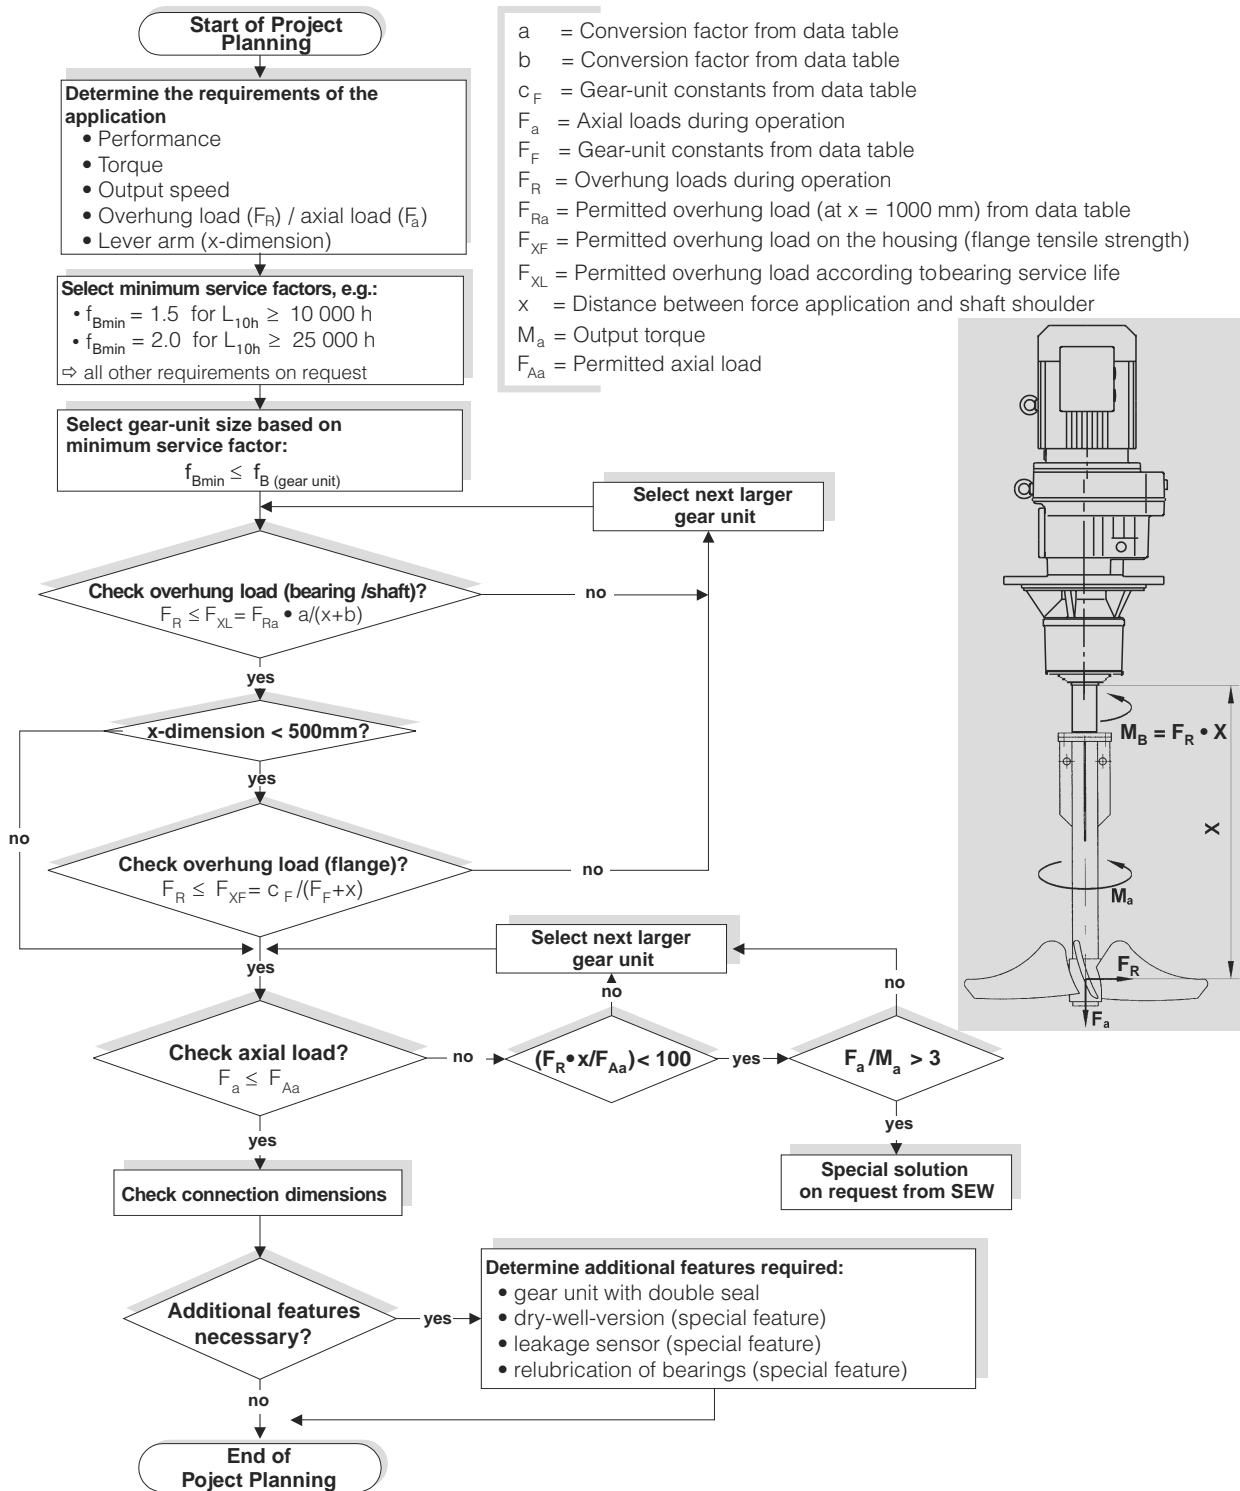 Start of Project
Planning
Determine the requirements of the
application
• Performance
• Torque
• Output speed
• Overhung load (F_R) / axial load (F_a)
• Lever arm (x-dimension)
Select minimum service factors, e.g.:
• f_Bmin = 1.5 for L_10h ≥ 10 000 h
• f_Bmin = 2.0 for L_10h ≥ 25 000 h
⇨ all other requirements on request
Select gear-unit size based on
minimum service factor:
f_Bmin ≤ f_B (gear unit)
Select next larger
gear unit
Check overhung load (bearing /shaft)?
F_R ≤ F_XL = F_Ra • a/(x+b)
no
yes
x-dimension < 500mm?
yes
no
Check overhung load (flange)?
F_R ≤ F_XF = c_F /(F_F+x)
no
yes
Select next larger
gear unit
no
no
Check axial load?
F_a ≤ F_Aa
no
(F_R•x/F_Aa) < 100
yes
F_a /M_a > 3
yes
yes
Special solution
on request from SEW
Check connection dimensions
Additional features
necessary?
yes
Determine additional features required:
• gear unit with double seal
• dry-well-version (special feature)
• leakage sensor (special feature)
• relubrication of bearings (special feature)
no
End of
Poject Planning
a = Conversion factor from data table
b = Conversion factor from data table
c_F = Gear-unit constants from data table
F_a = Axial loads during operation
F_F = Gear-unit constants from data table
F_R = Overhung loads during operation
F_Ra = Permitted overhung load (at x = 1000 mm) from data table
F_XF = Permitted overhung load on the housing (flange tensile strength)
F_XL = Permitted overhung load according tobearing service life
x = Distance between force application and shaft shoulder
M_a = Output torque
F_Aa = Permitted axial load
M_B = F_R • X
X
M_a
F_R
F_a